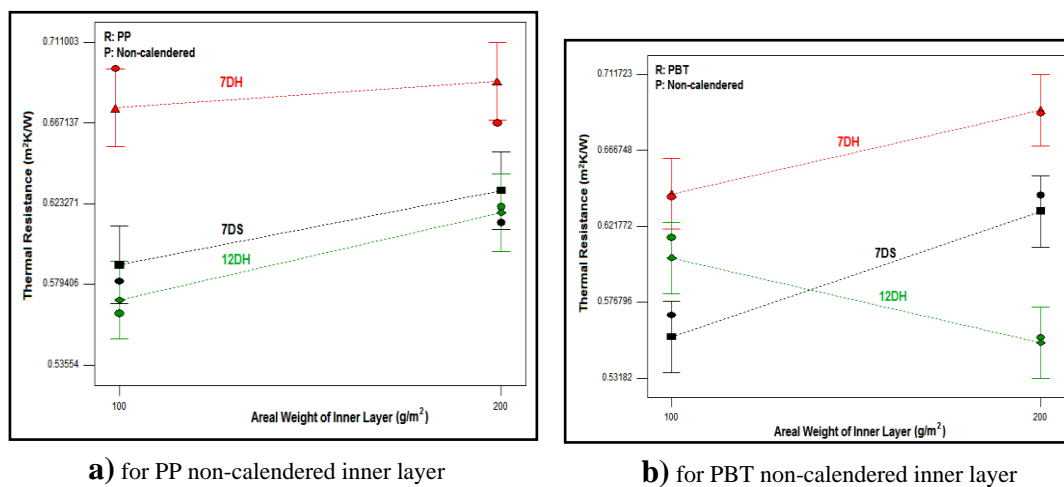 0.711003
0.667137
0.623271
0.579406
0.53554
Thermal Resistance (m²K/W)
R: PP
P: Non-calendered
7DH
7DS
12DH
100
200
Areal Weight of Inner Layer (g/m²)
a) for PP non-calendered inner layer
0.711723
0.666748
0.621772
0.576796
0.53182
Thermal Resistance (m²K/W)
R: PBT
P: Non-calendered
7DH
7DS
12DH
100
200
Areal Weight of Inner Layer (g/m²)
b) for PBT non-calendered inner layer